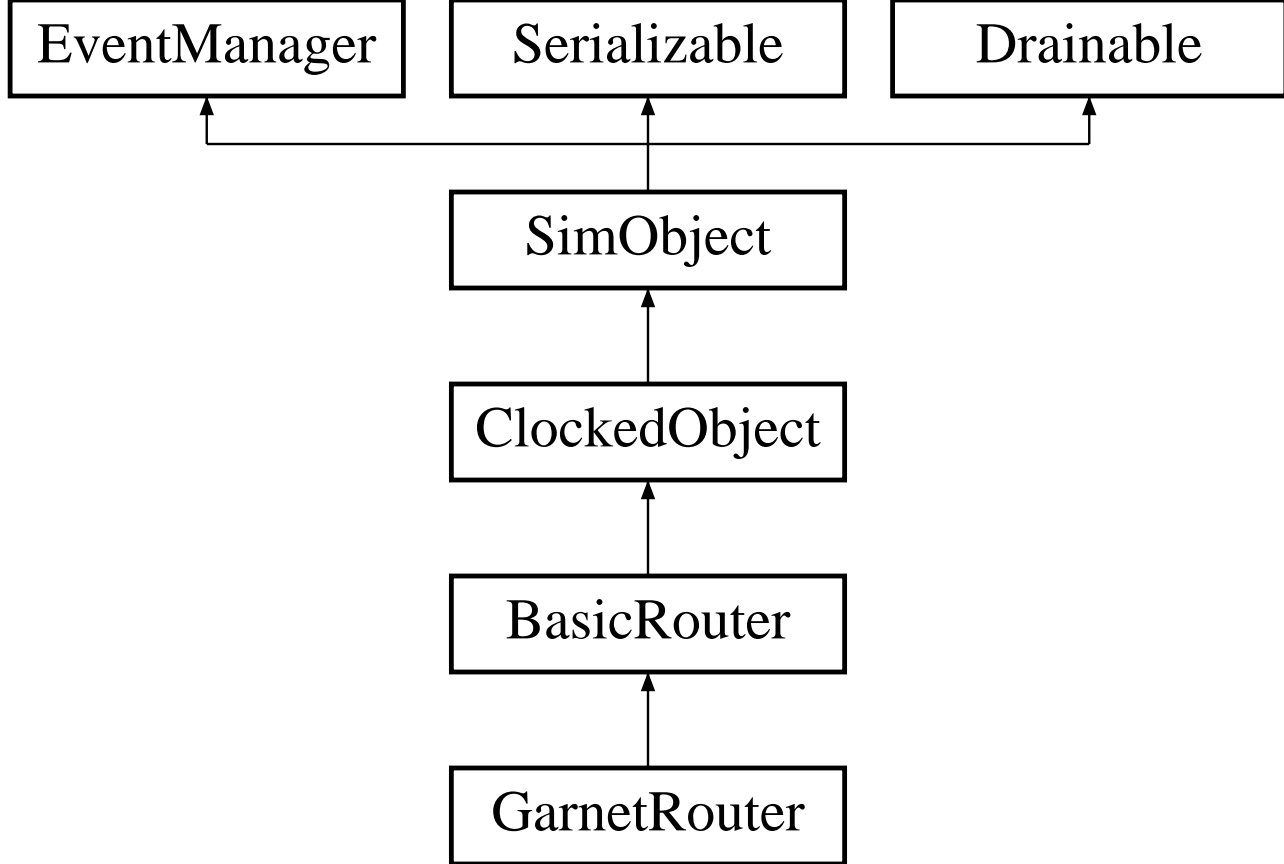 EventManager
Serializable
Drainable
SimObject
ClockedObject
BasicRouter
GarnetRouter